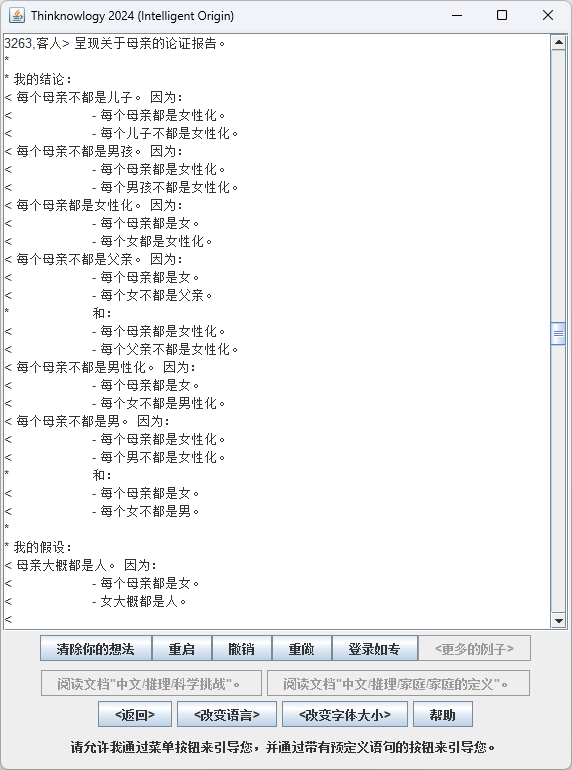 Thinknowlogy 2024 (Intelligent Origin)
3263,客人> 呈现关于母亲的论证报告。
*
* 我的结论：
< 每个母亲不都是儿子。 因为：
< - 每个母亲都是女性化。
< - 每个儿子不都是女性化。
< 每个母亲不都是男孩。 因为：
< - 每个母亲都是女性化。
< - 每个男孩不都是女性化。
< 每个母亲都是女性化。 因为：
< - 每个母亲都是女。
< - 每个女都是女性化。
< 每个母亲不都是父亲。 因为：
< - 每个母亲都是女。
< - 每个女不都是父亲。
* 和：
< - 每个母亲都是女性化。
< - 每个父亲不都是女性化。
< 每个母亲不都是男性化。 因为：
< - 每个母亲都是女。
< - 每个女不都是男性化。
< 每个母亲不都是男。 因为：
< - 每个母亲都是女性化。
< - 每个男不都是女性化。
* 和：
< - 每个母亲都是女。
< - 每个女不都是男。
*
* 我的假设：
< 母亲大概都是人。 因为：
< - 每个母亲都是女。
< - 女大概都是人。
<
清除你的想法 重启 撤销 重做 登录如专 <更多的例子>
阅读文档"中文/推理/科学挑战"。 阅读文档"中文/推理/家庭/家庭的定义"。
<返回> <改变语言> <改变字体大小> 帮助
请允许我通过菜单按钮来引导您，并通过带有预定义语句的按钮来引导您。